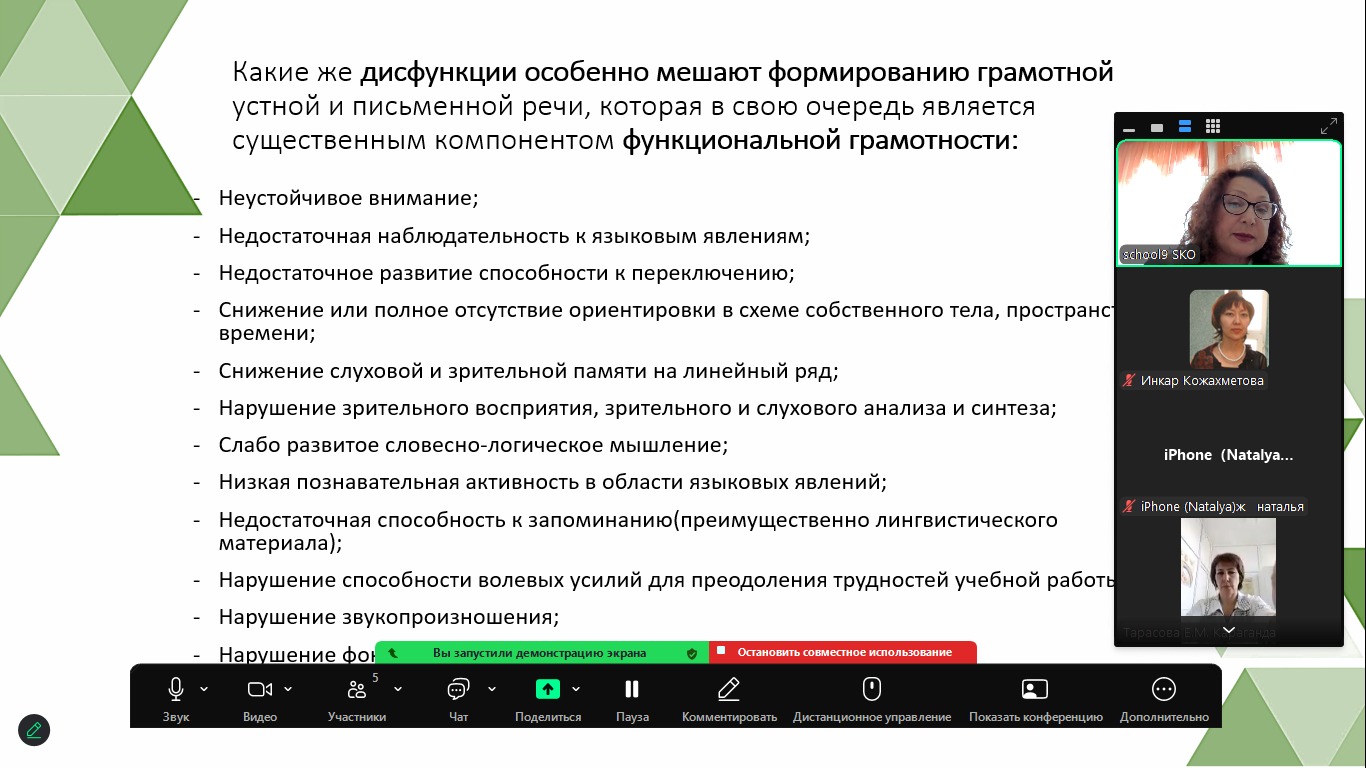 Какие же дисфункции особенно мешают формированию грамотной
устной и письменной речи, которая в свою очередь является
существенным компонентом функциональной грамотности:
- Неустойчивое внимание;
- Недостаточная наблюдательность к языковым явлениям;
- Недостаточное развитие способности к переключению;
- Снижение или полное отсутствие ориентировки в схеме собственного тела,
времени;
- Снижение слуховой и зрительной памяти на линейный ряд;
- Нарушение зрительного восприятия, зрительного и слухового анализа и синтеза;
- Слабо развитое словесно-логическое мышление;
- Низкая познавательная активность в области языковых явлений;
- Недостаточная способность к запоминанию(преимущественно лингвистического
материала);
- Нарушение способности волевых усилий для преодоления трудностей учебной
- Нарушение звукопроизношения;
- Нарушение
school9 SKO
Инкар Кожахметова
iPhone (Natalya...
iPhone (Natalya)ж наталья
Тарасова Е.М. Караганда
Вы запустили демонстрацию экрана
Остановить совместное использование
5
Звук
Видео
Участники
Чат
Поделиться
Пауза
Комментировать
Дистанционное управление
Показать конференцию
Дополнительно